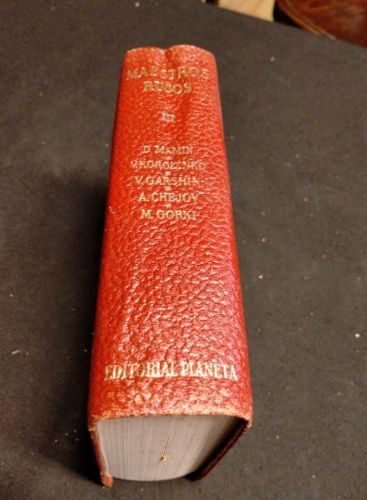 MAESTROS
RUSOS
III
D. MAMIN
V. KOROLENKO
V. GARSHIN
A. CHEJOV
M. GORKI
EDITORIAL PLANETA